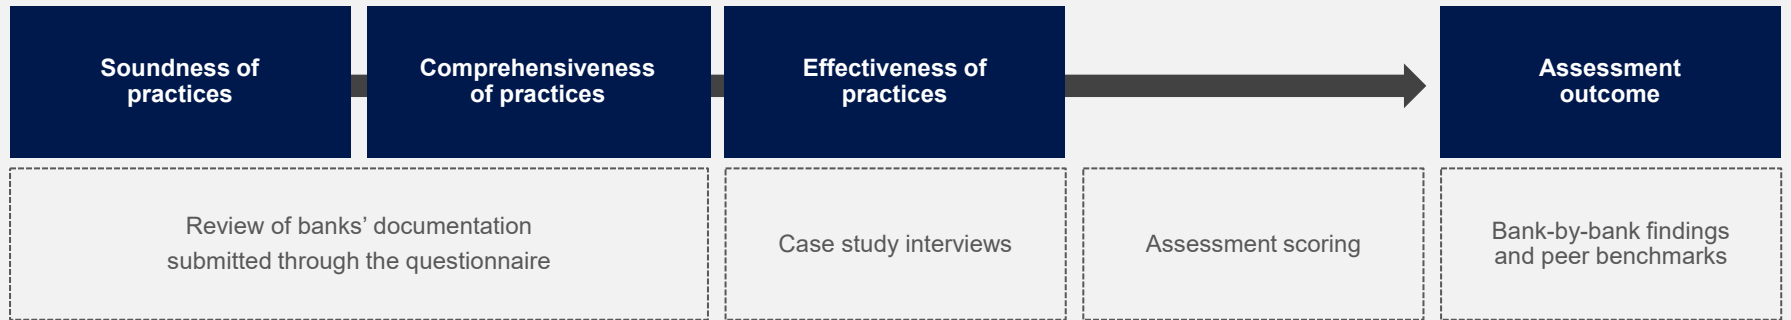 Soundness of
practices
Comprehensiveness
of practices
Effectiveness of
practices
Assessment
outcome
Review of banks’ documentation
submitted through the questionnaire
Case study interviews
Assessment scoring
Bank-by-bank findings
and peer benchmarks